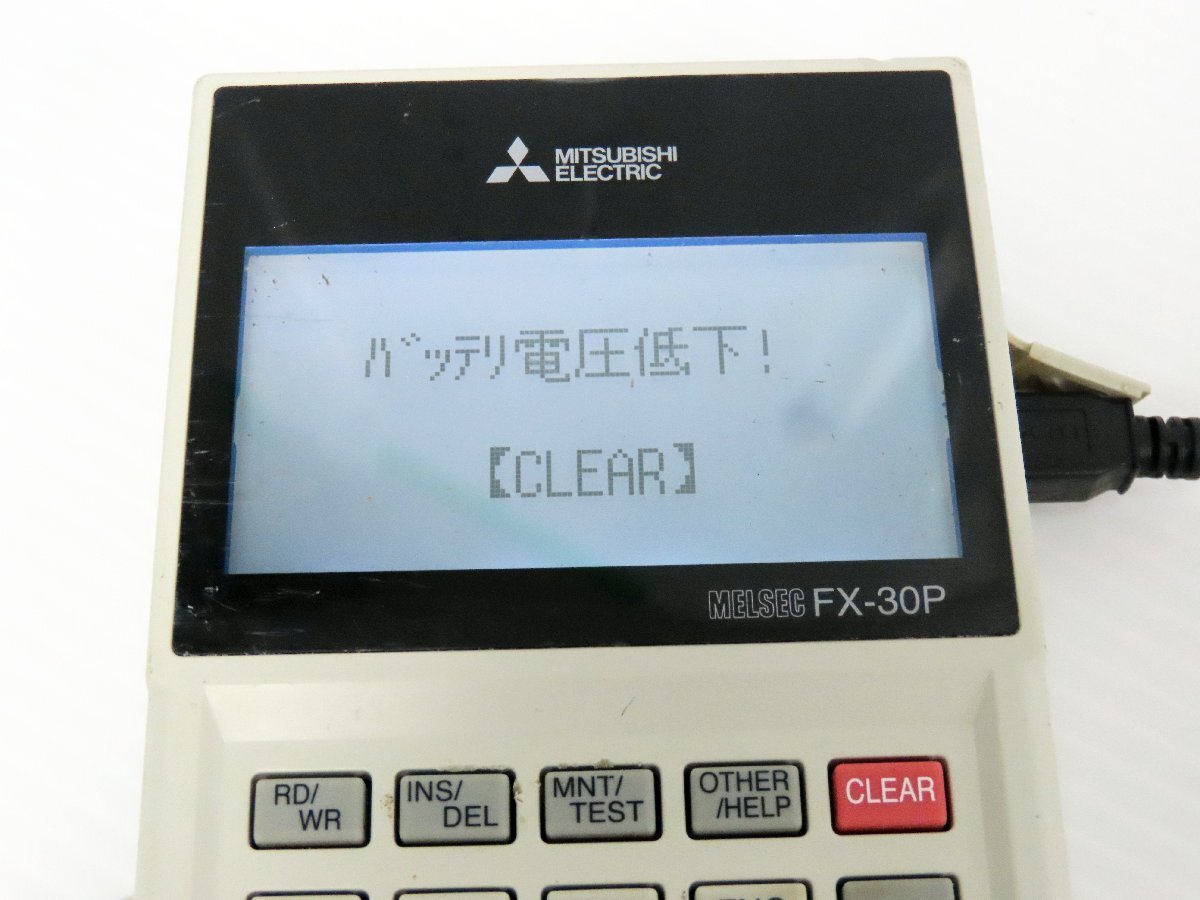 MITSUBISHI
ELECTRIC
ﾊﾞｯﾃﾘ電圧低下!
【CLEAR】
MELSEC FX-30P
RD/
WR
INS/
DEL
MNT/
TEST
OTHER
/HELP
CLEAR